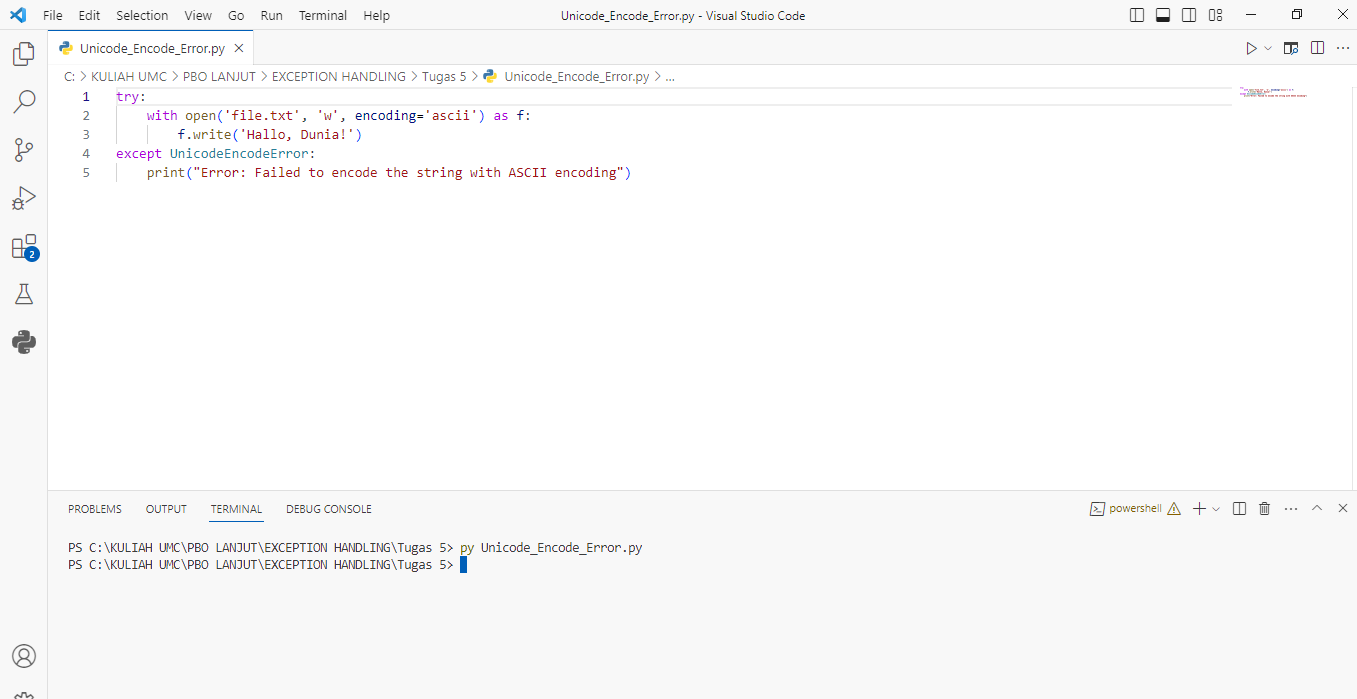 File Edit Selection View Go Run Terminal Help Unicode_Encode_Error.py - Visual Studio Code
Unicode_Encode_Error.py
C: > KULIAH UMC > PBO LANJUT > EXCEPTION HANDLING > Tugas 5 > Unicode_Encode_Error.py > ...
1 try:
2     with open('file.txt', 'w', encoding='ascii') as f:
3         f.write('Hallo, Dunia!')
4 except UnicodeEncodeError:
5     print("Error: Failed to encode the string with ASCII encoding")
2
PROBLEMS OUTPUT TERMINAL DEBUG CONSOLE powershell
PS C:\KULIAH UMC\PBO LANJUT\EXCEPTION HANDLING\Tugas 5> py Unicode_Encode_Error.py
PS C:\KULIAH UMC\PBO LANJUT\EXCEPTION HANDLING\Tugas 5>